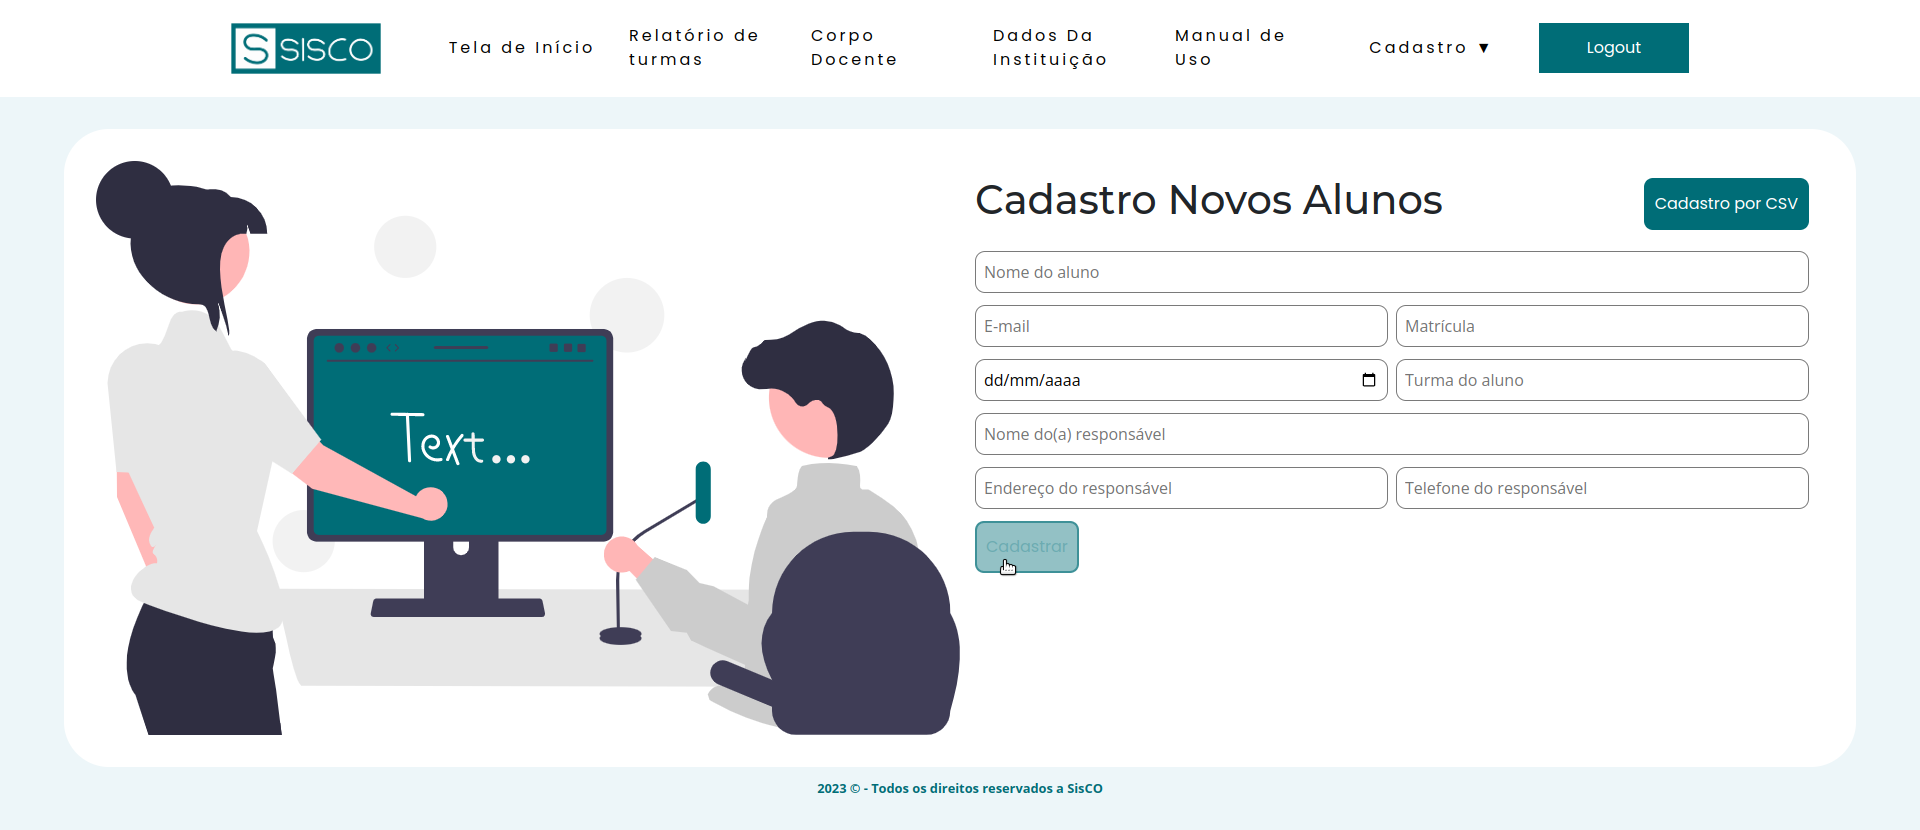 S SISCO
Tela de Início
Relatório de
turmas
Corpo
Docente
Dados Da
Instituição
Manual de
Uso
Cadastro ▼
Logout
Text...
Cadastro Novos Alunos
Cadastro por CSV
Nome do aluno
E-mail
Matrícula
dd/mm/aaaa
Turma do aluno
Nome do(a) responsável
Endereço do responsável
Telefone do responsável
Cadastrar
2023 © - Todos os direitos reservados a SisCO